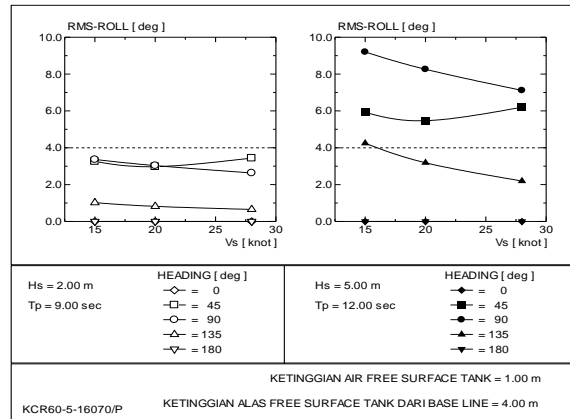 RMS-ROLL [ deg ]
10.0
8.0
6.0
4.0
2.0
0.0
15 20 25 30
Vs [ knot ]
RMS-ROLL [ deg ]
10.0
8.0
6.0
4.0
2.0
0.0
15 20 25 30
Vs [ knot ]
Hs = 2.00 m
Tp = 9.00 sec
HEADING [ deg ]
= 0
= 45
= 90
= 135
= 180
Hs = 5.00 m
Tp = 12.00 sec
HEADING [ deg ]
= 0
= 45
= 90
= 135
= 180
KETINGGIAN AIR FREE SURFACE TANK = 1.00 m
KCR60-5-16070/P KETINGGIAN ALAS FREE SURFACE TANK DARI BASE LINE = 4.00 m